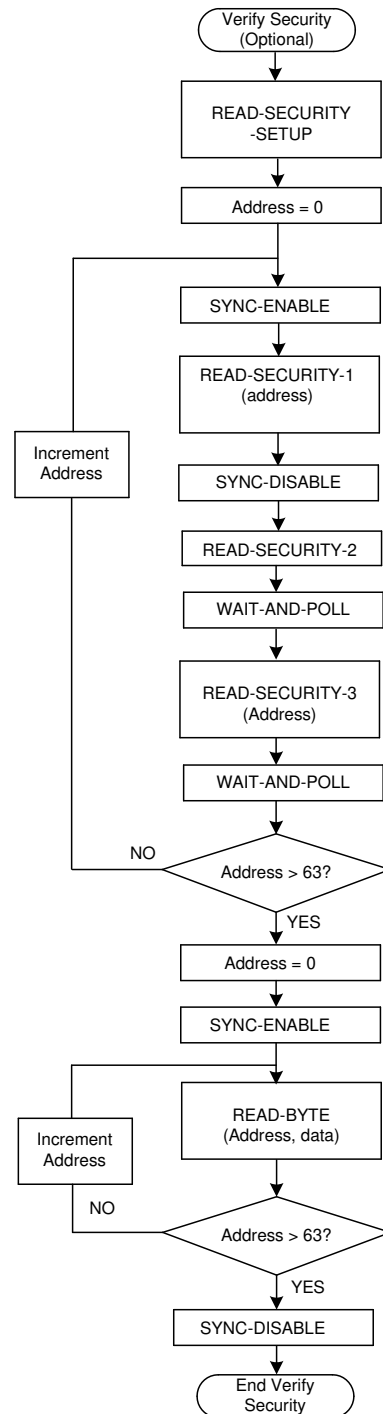 Verify Security
(Optional)
READ-SECURITY
-SETUP
Address = 0
SYNC-ENABLE
READ-SECURITY-1
(address)
Increment
Address
SYNC-DISABLE
READ-SECURITY-2
WAIT-AND-POLL
READ-SECURITY-3
(Address)
WAIT-AND-POLL
NO
Address > 63?
YES
Address = 0
SYNC-ENABLE
READ-BYTE
(Address, data)
Increment
Address
NO
Address > 63?
YES
SYNC-DISABLE
End Verify
Security